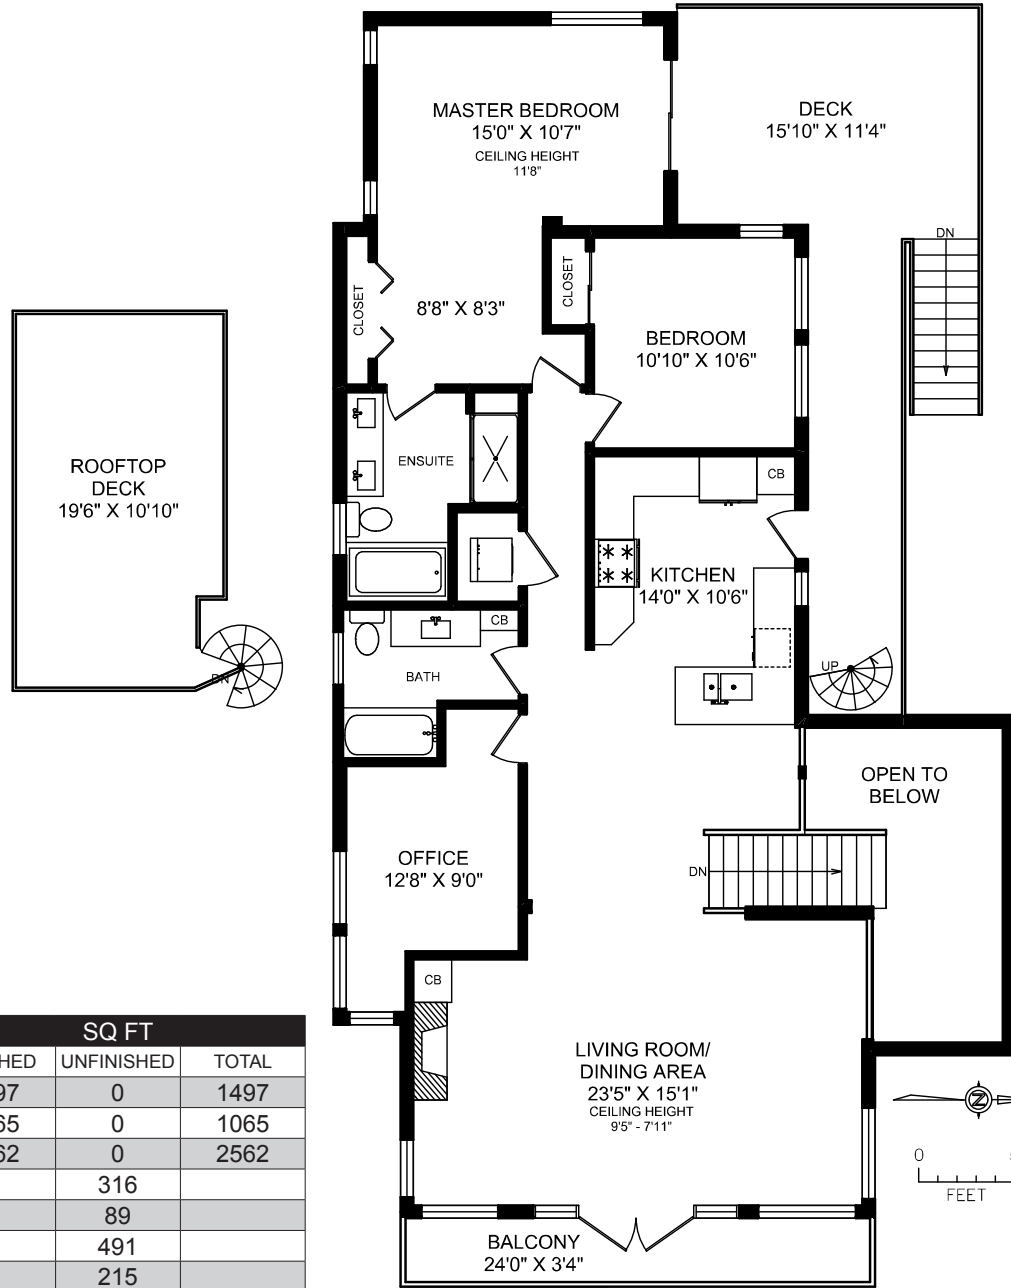 MASTER BEDROOM
15'0" X 10'7"
CEILING HEIGHT
11'8"
DECK
15'10" X 11'4"
DN
CLOSET
8'8" X 8'3"
CLOSET
BEDROOM
10'10" X 10'6"
ROOFTOP
DECK
19'6" X 10'10"
DN
ENSUITE
CB
KITCHEN
14'0" X 10'6"
CB
BATH
UP
OPEN TO
BELOW
OFFICE
12'8" X 9'0"
DN
CB
LIVING ROOM/
DINING AREA
23'5" X 15'1"
CEILING HEIGHT
9'5" - 7'11"
BALCONY
24'0" X 3'4"
Z
0 5
FEET
SQ FT
HED UNFINISHED TOTAL
97 0 1497
65 0 1065
62 0 2562
316
89
491
215